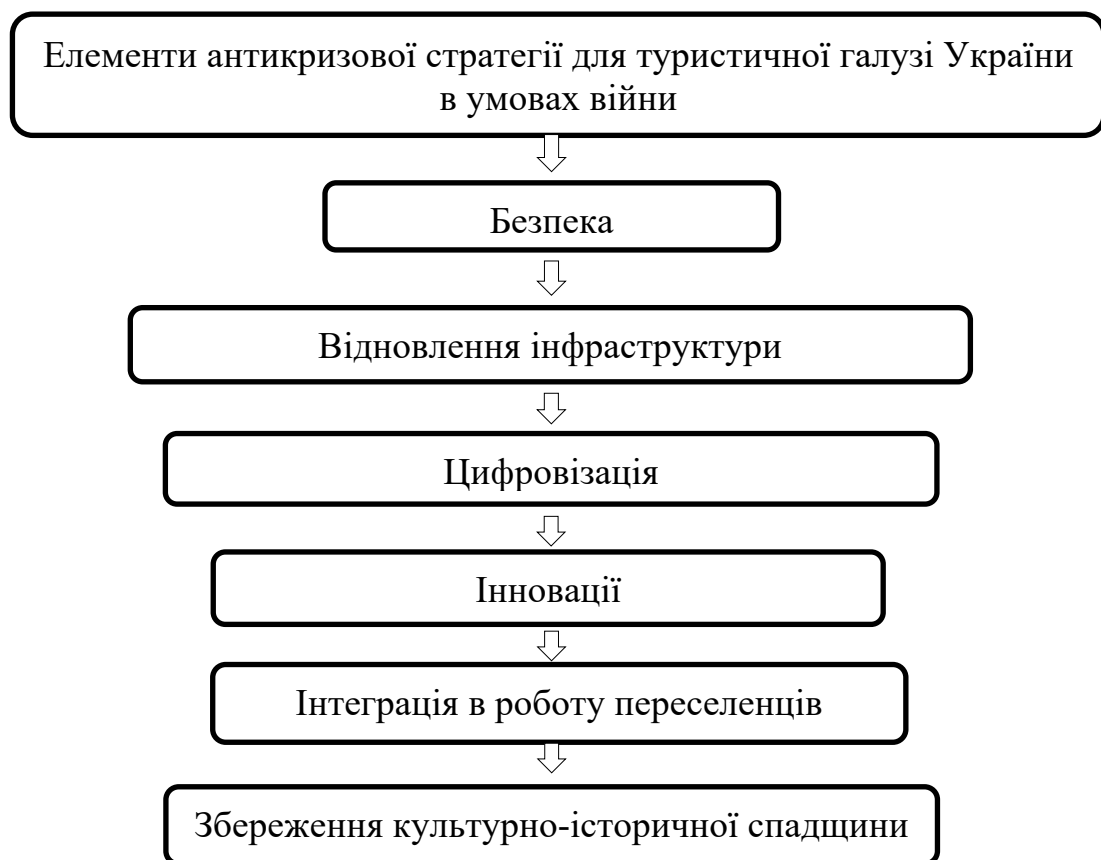 Елементи антикризової стратегії для туристичної галузі України
в умовах війни
Безпека
Відновлення інфраструктури
Цифровізація
Інновації
Інтеграція в роботу переселенців
Збереження культурно-історичної спадщини